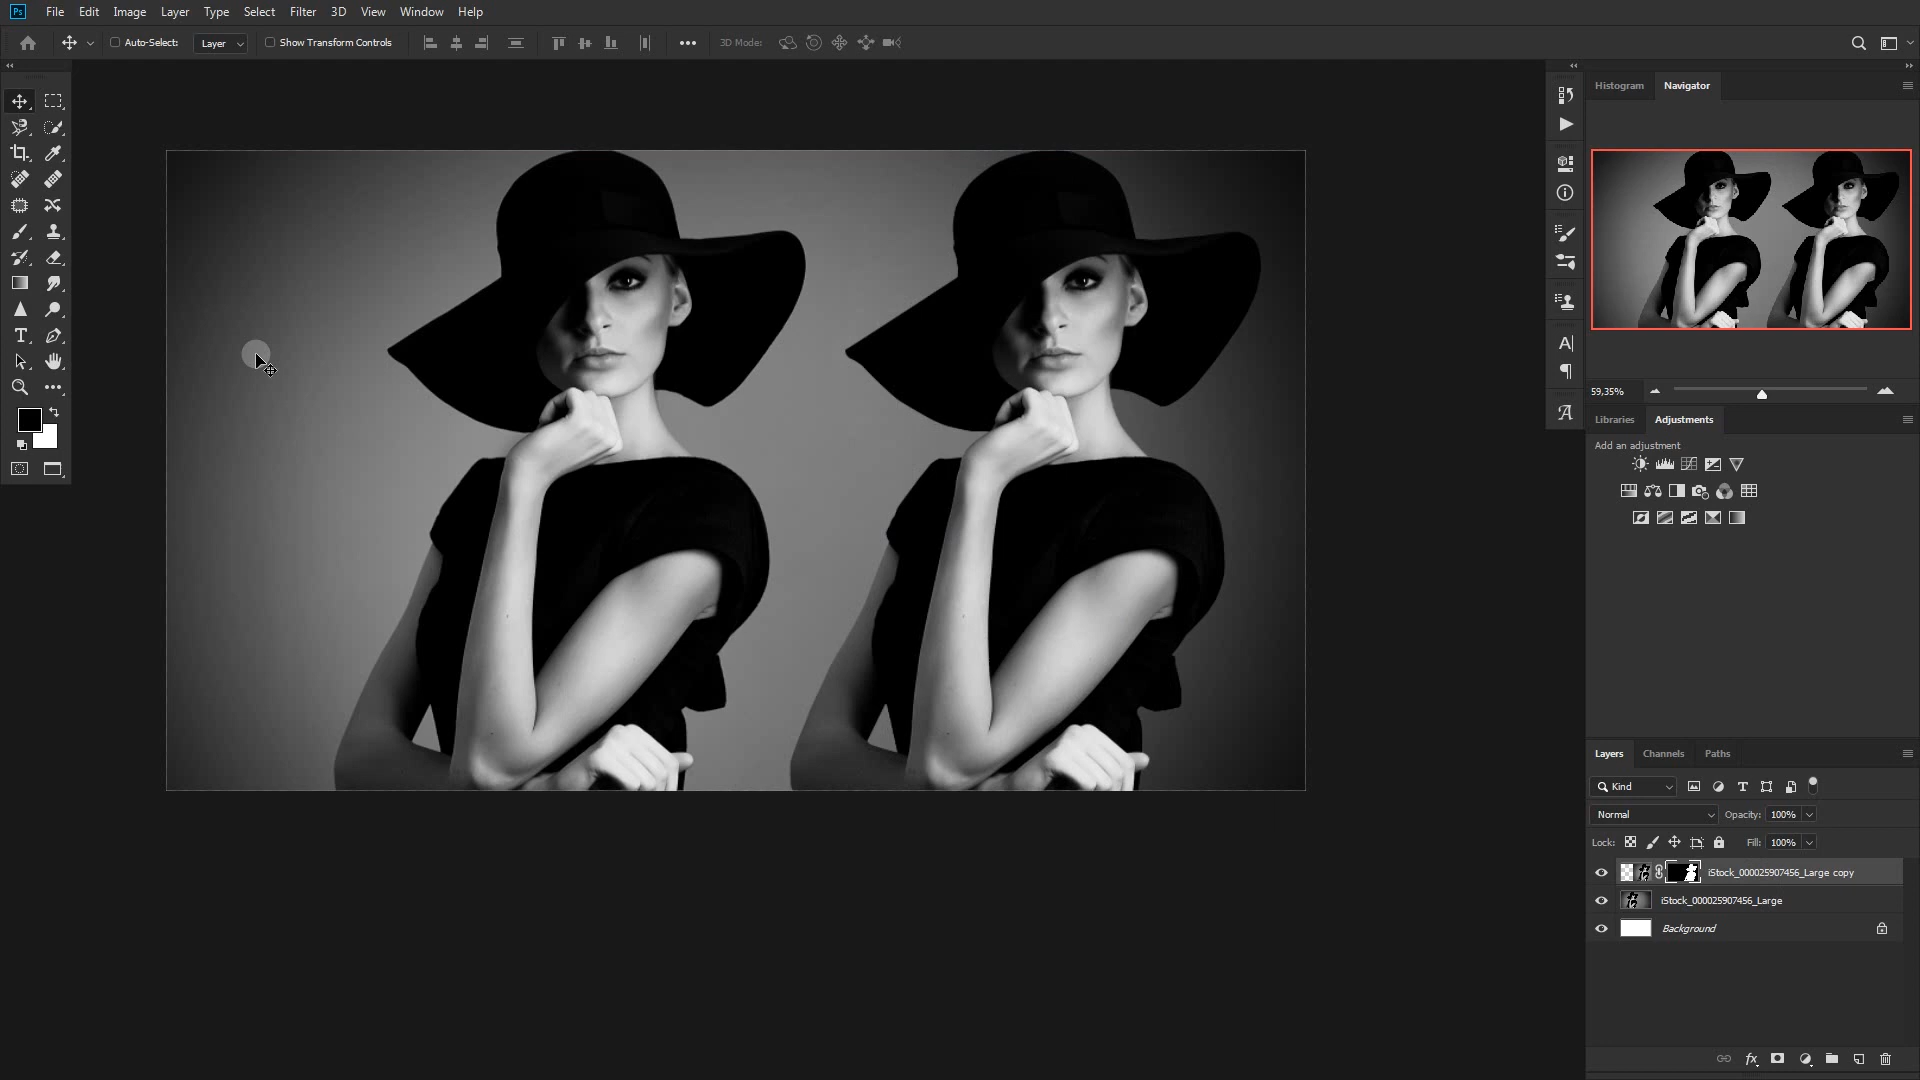 Ps File Edit Image Layer Type Select Filter 3D View Window Help
Auto-Select: Layer Show Transform Controls 3D Mode:
Histogram Navigator
59,35%
Libraries Adjustments
Add an adjustment
Layers Channels Paths
Kind
Normal Opacity: 100%
Lock: Fill: 100%
iStock_000025907456_Large copy
iStock_000025907456_Large
Background